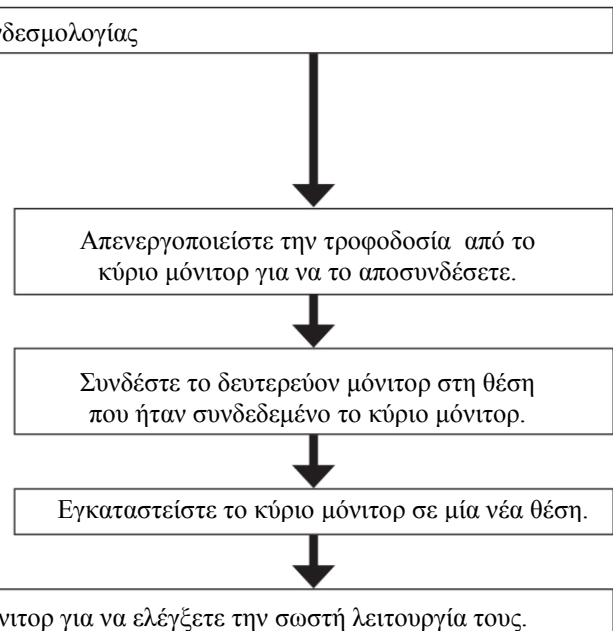 δεσμολογίας
Απενεργοποιείστε την τροφοδοσία από το
κύριο μόνιτορ για να το αποσυνδέσετε.
Συνδέστε το δευτερεύον μόνιτορ στη θέση
που ήταν συνδεδεμένο το κύριο μόνιτορ.
Εγκαταστείστε το κύριο μόνιτορ σε μία νέα θέση.
νιτορ για να ελέγξετε την σωστή λειτουργία τους.